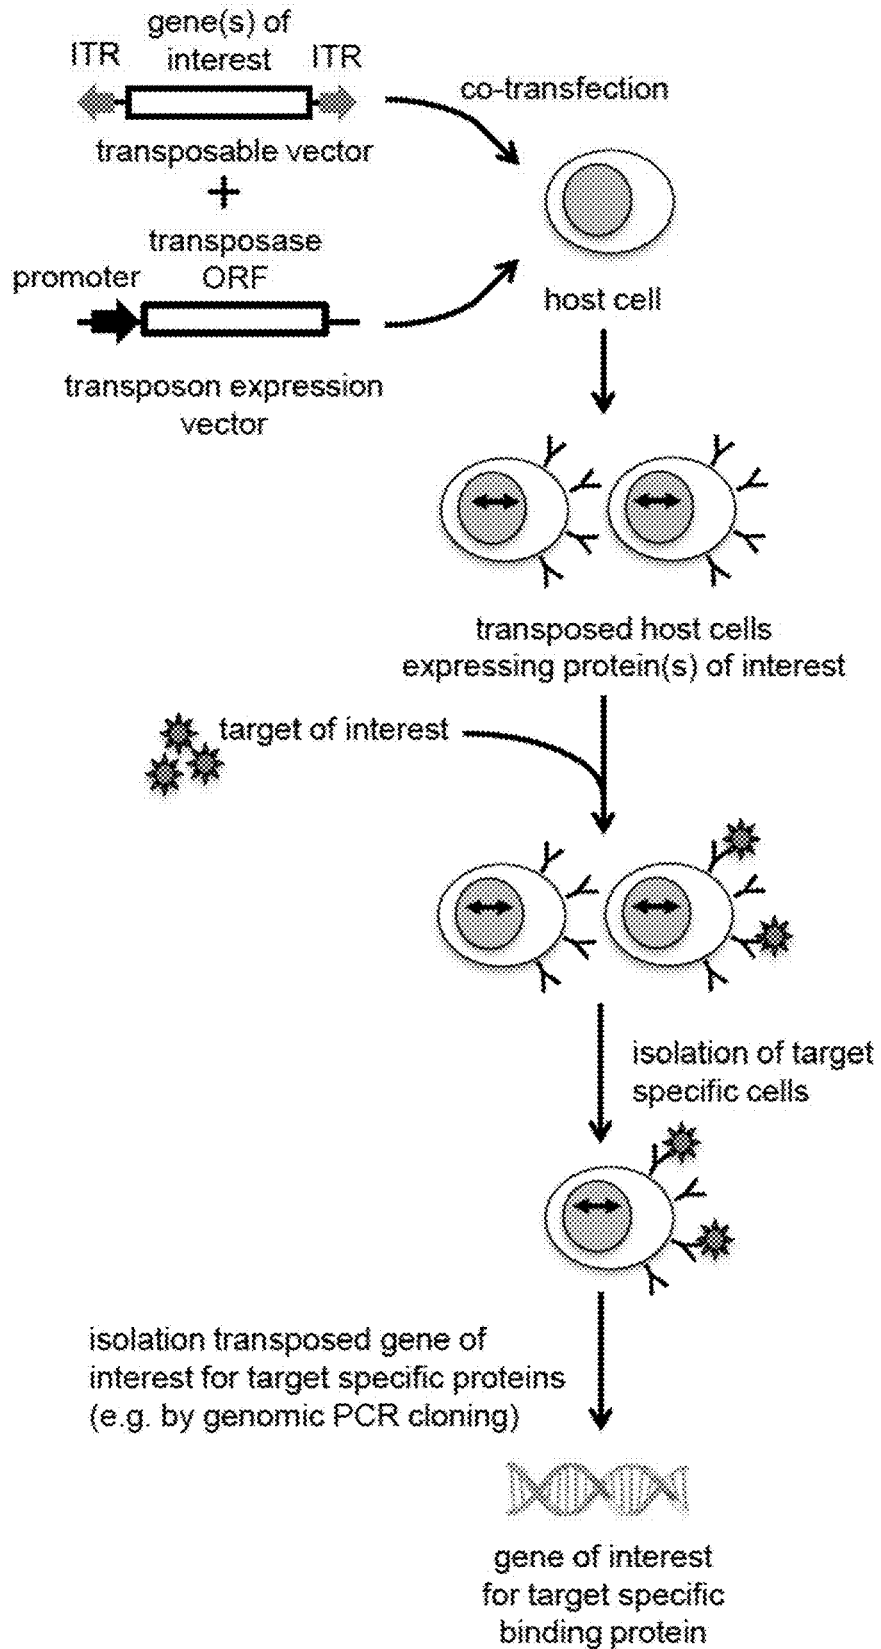 gene(s) of
interest
ITR
ITR
co-transfection
transposable vector
+
transposase
ORF
promoter
host cell
transposon expression
vector
transposed host cells
expressing protein(s) of interest
target of interest
isolation of target
specific cells
isolation transposed gene of
interest for target specific proteins
(e.g. by genomic PCR cloning)
gene of interest
for target specific
binding protein